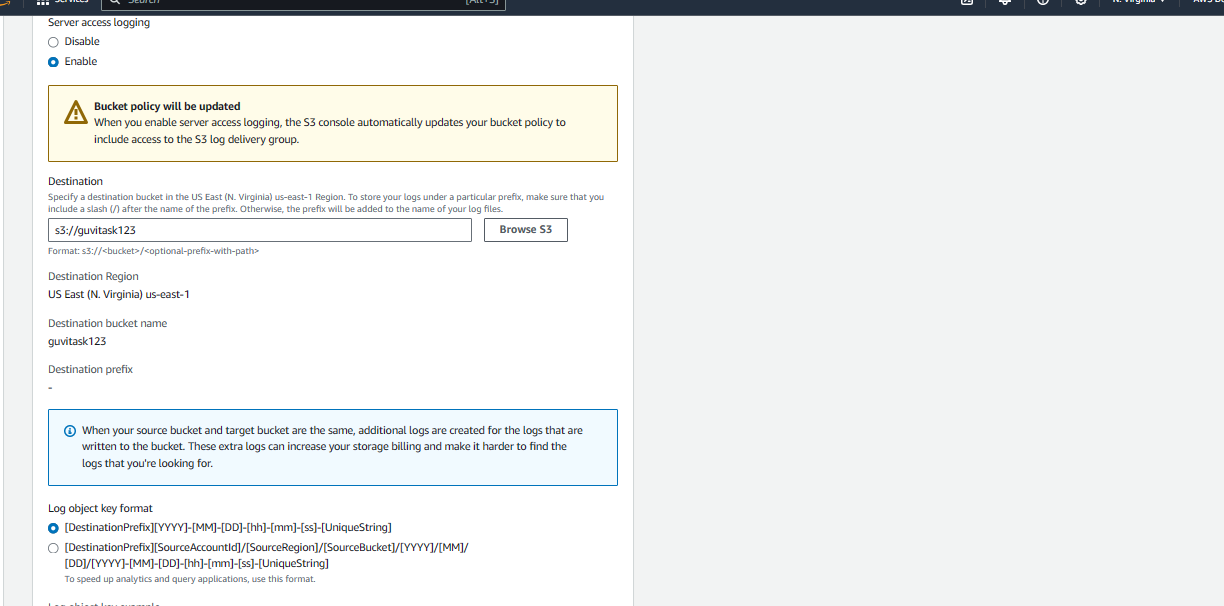 Services
Search
[Alt+S]
N. Virginia
Server access logging
Disable
Enable
Bucket policy will be updated
When you enable server access logging, the S3 console automatically updates your bucket policy to
include access to the S3 log delivery group.
Destination
Specify a destination bucket in the US East (N. Virginia) us-east-1 Region. To store your logs under a particular prefix, make sure that you
include a slash (/) after the name of the prefix. Otherwise, the prefix will be added to the name of your log files.
s3://guvitask123
Browse S3
Format: s3://<bucket>/<optional-prefix-with-path>
Destination Region
US East (N. Virginia) us-east-1
Destination bucket name
guvitask123
Destination prefix
-
When your source bucket and target bucket are the same, additional logs are created for the logs that are
written to the bucket. These extra logs can increase your storage billing and make it harder to find the
logs that you're looking for.
Log object key format
[DestinationPrefix][YYYY]-[MM]-[DD]-[hh]-[mm]-[ss]-[UniqueString]
[DestinationPrefix][SourceAccountId]/[SourceRegion]/[SourceBucket]/[YYYY]/[MM]/
[DD]/[YYYY]-[MM]-[DD]-[hh]-[mm]-[ss]-[UniqueString]
To speed up analytics and query applications, use this format.
Log object key example